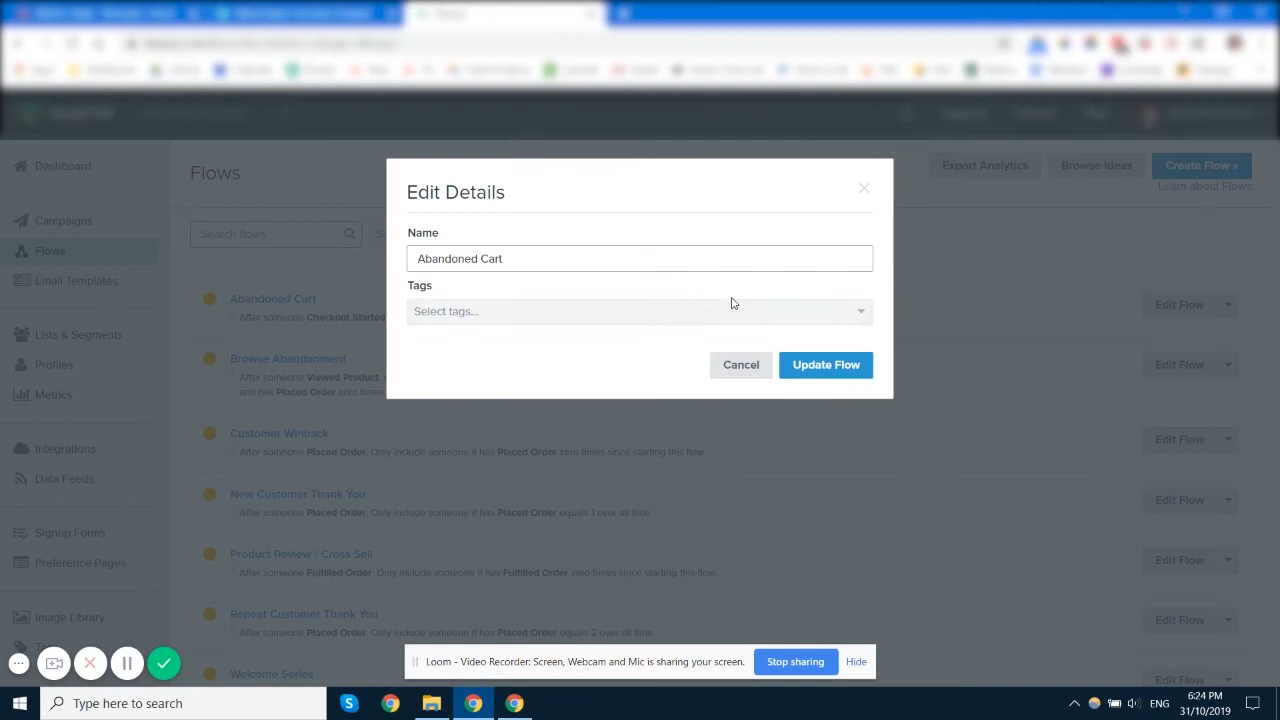 Dashboard
Flows
Export Analytics
Browse Ideas
Create Flow »
Learn about Flows
Campaigns
Flows
Email Templates
Lists & Segments
Profiles
Metrics
Integrations
Data Feeds
Signup Forms
Preference Pages
Image Library
Search flows
Edit Details
Name
Abandoned Cart
Tags
Select tags...
Cancel
Update Flow
Abandoned Cart
After someone Checkout Started
Edit Flow
Browse Abandonment
After someone Viewed Product.
and has Placed Order zero times
Edit Flow
Customer Winback
After someone Placed Order. Only include someone if has Placed Order zero times since starting this flow.
Edit Flow
New Customer Thank You
After someone Placed Order. Only include someone if has Placed Order equals 1 over all time.
Edit Flow
Product Review / Cross Sell
After someone Fulfilled Order. Only include someone if has Fulfilled Order zero times since starting this flow.
Edit Flow
Repeat Customer Thank You
After someone Placed Order. Only include someone if has Placed Order equals 2 over all time.
Edit Flow
Welcome Series
Edit Flow
Loom - Video Recorder: Screen, Webcam and Mic is sharing your screen.
Stop sharing
Hide
Type here to search
ENG
6:24 PM
31/10/2019